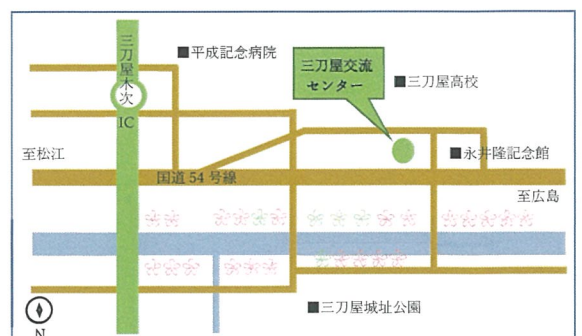 ■平成記念病院
三刀屋木次
IC
三刀屋交流
センター
■三刀屋高校
至松江
■永井隆記念館
国道54号線
至広島
■三刀屋城址公園
N